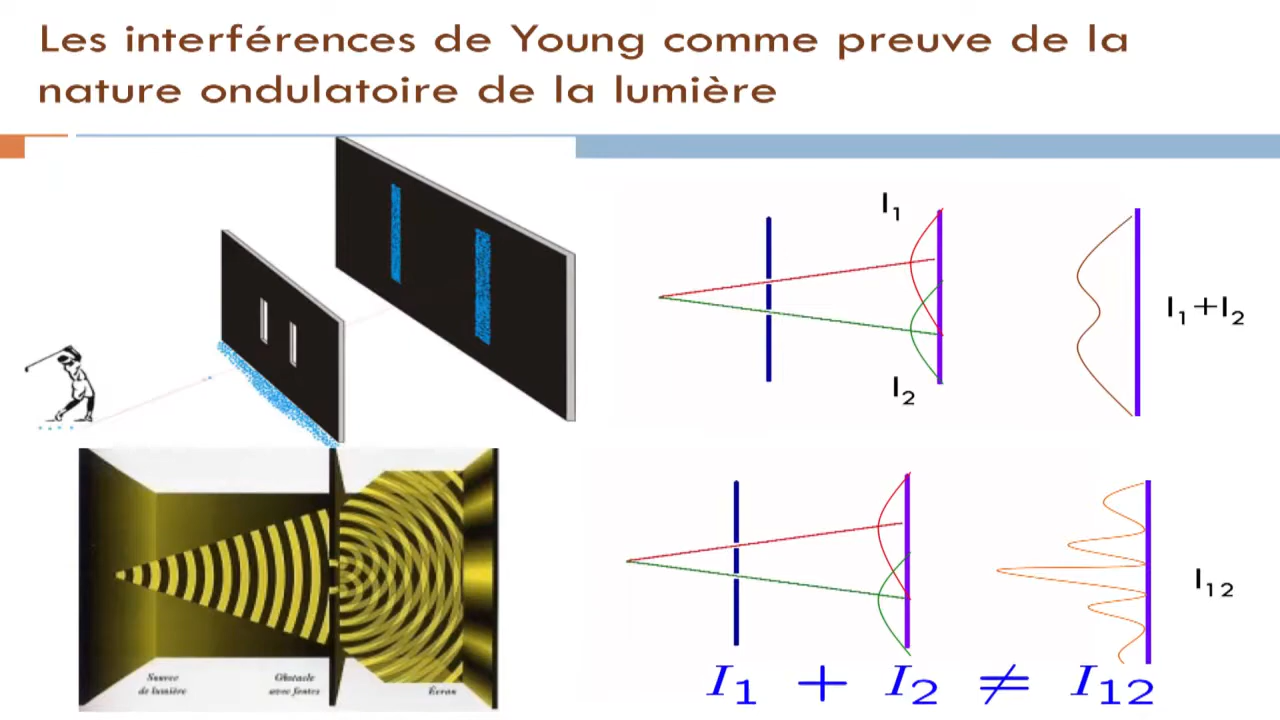 Les interférences de Young comme preuve de la
nature ondulatoire de la lumière
I₁
I₂
I₁+I₂
Source
de lumière
Obstacle
avec fentes
Écran
I₁₂
I₁ + I₂ ≠ I₁₂